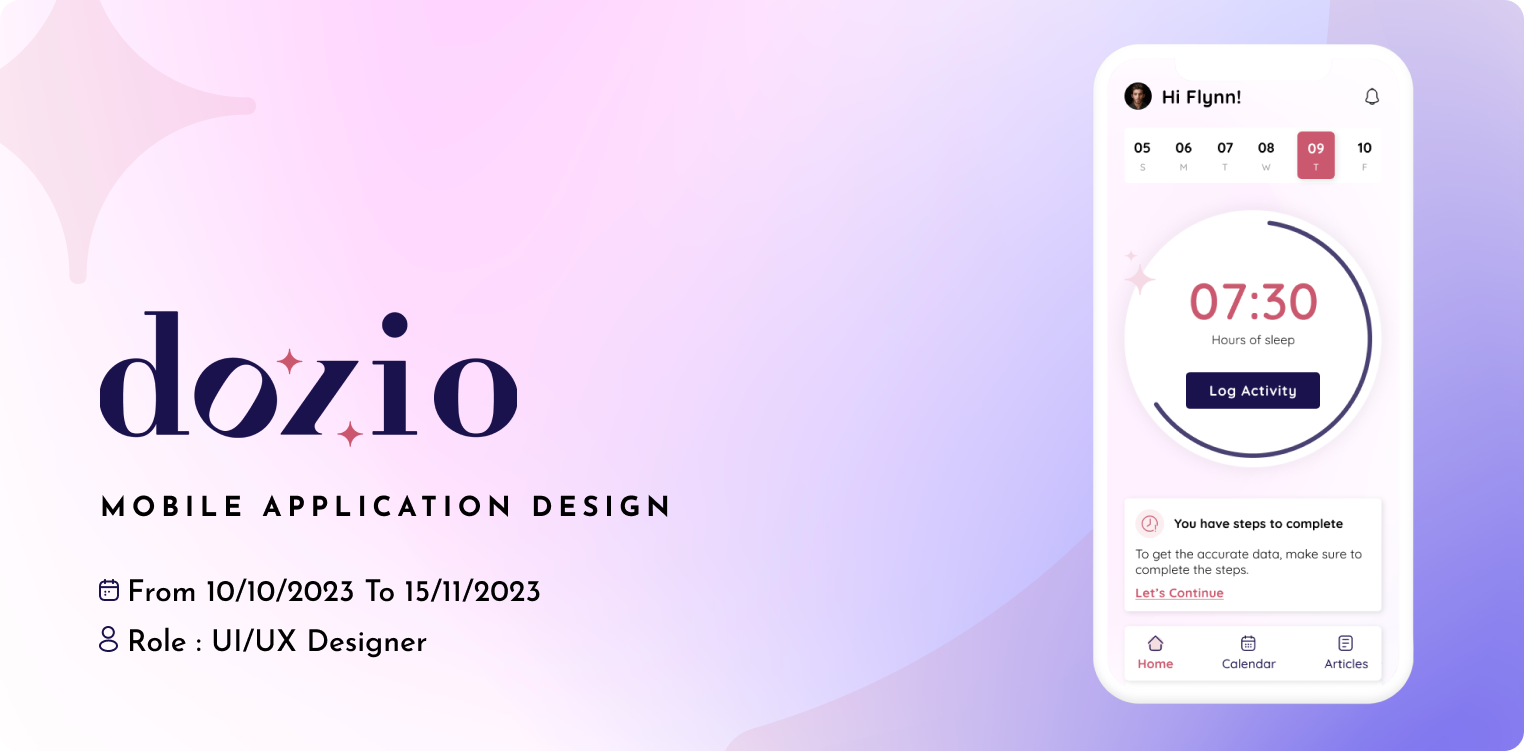 dozio
MOBILE APPLICATION DESIGN
From 10/10/2023 To 15/11/2023
Role : UI/UX Designer
Hi Flynn!
05 06 07 08 09 10
S M T W T F
07:30
Hours of sleep
Log Activity
You have steps to complete
To get the accurate data, make sure to
complete the steps.
Let's Continue
Home Calendar Articles